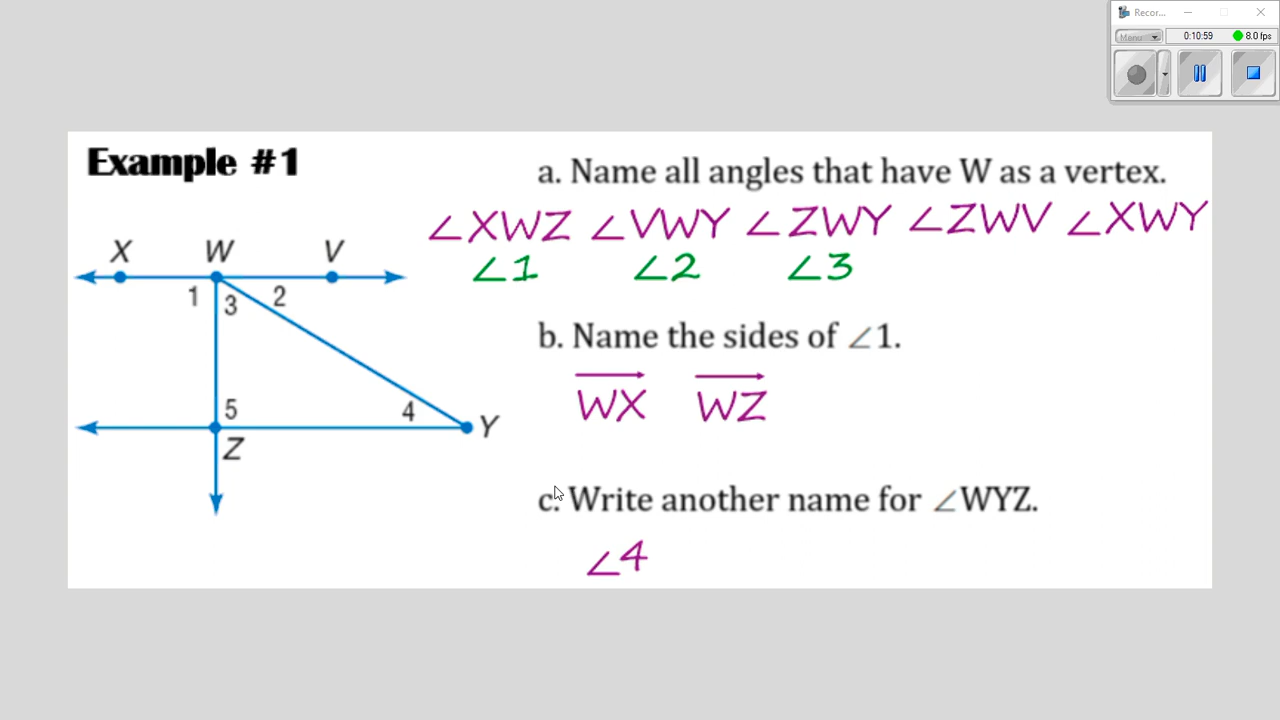 Recor...
Menu
0:10:59
8.0 fps
Example #1
a. Name all angles that have W as a vertex.
∠XWZ ∠VWY ∠ZWY ∠ZWV ∠XWY
∠1 ∠2 ∠3
X W V
1 3 2
b. Name the sides of ∠1.
WX WZ
5 4 Y
Z
c. Write another name for ∠WYZ.
∠4